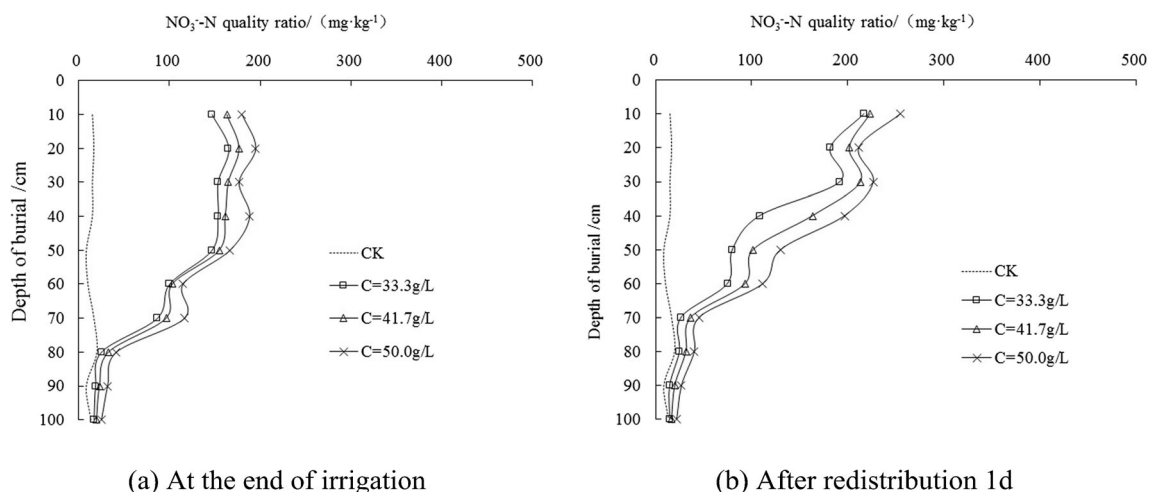 NO₃⁻-N quality ratio/（mg·kg⁻¹）
0 100 200 300 400 500
0
10
20
30
40
50
60
70
80
90
100
Depth of burial /cm
CK
C=33.3g/L
C=41.7g/L
C=50.0g/L
(a) At the end of irrigation
NO₃⁻-N quality ratio/（mg·kg⁻¹）
0 100 200 300 400 500
0
10
20
30
40
50
60
70
80
90
100
Depth of burial /cm
CK
C=33.3g/L
C=41.7g/L
C=50.0g/L
(b) After redistribution 1d